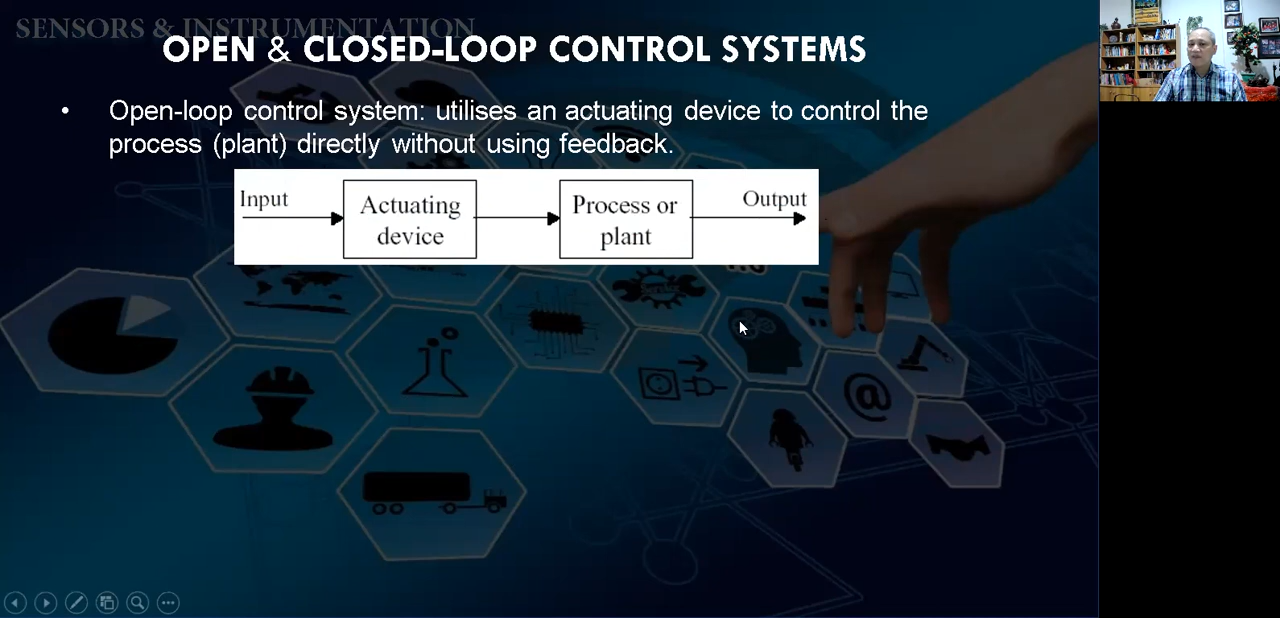 SENSORS & INSTRUMENTATION
OPEN & CLOSED-LOOP CONTROL SYSTEMS
• Open-loop control system: utilises an actuating device to control the
process (plant) directly without using feedback.
Input
Actuating
device
Process or
plant
Output
@